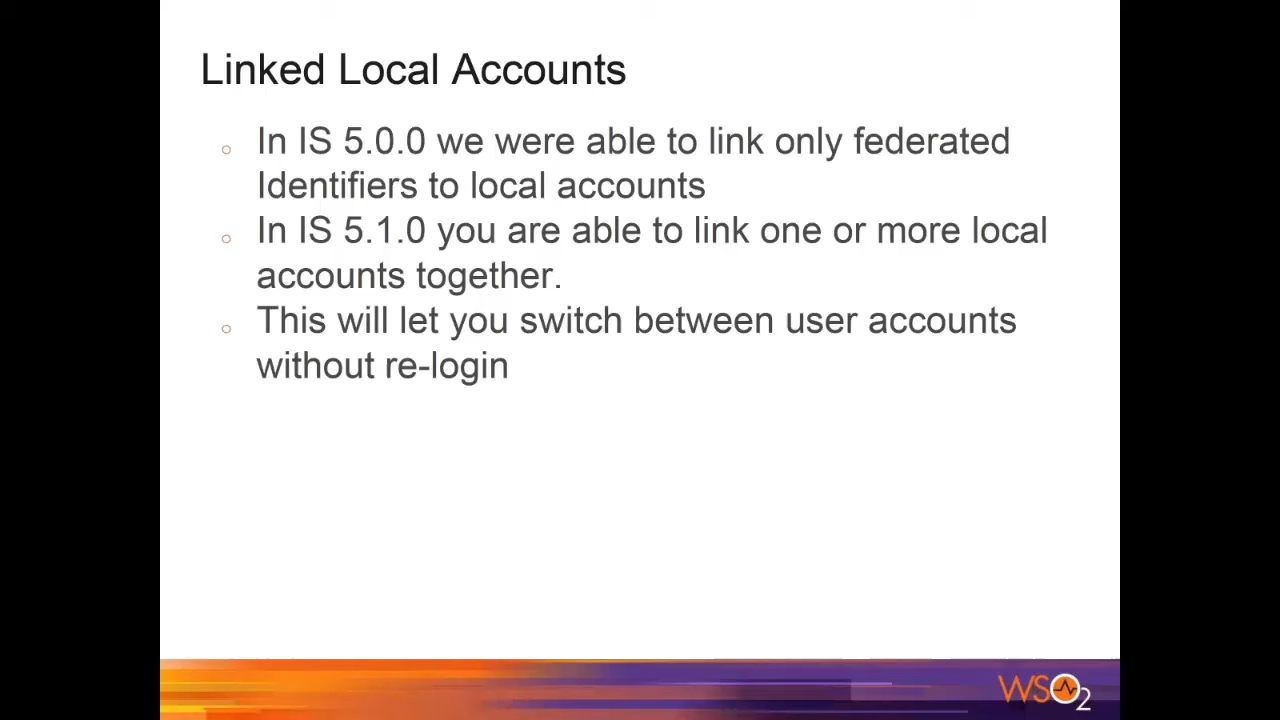 Linked Local Accounts
In IS 5.0.0 we were able to link only federated
Identifiers to local accounts
In IS 5.1.0 you are able to link one or more local
accounts together.
This will let you switch between user accounts
without re-login
WSO2